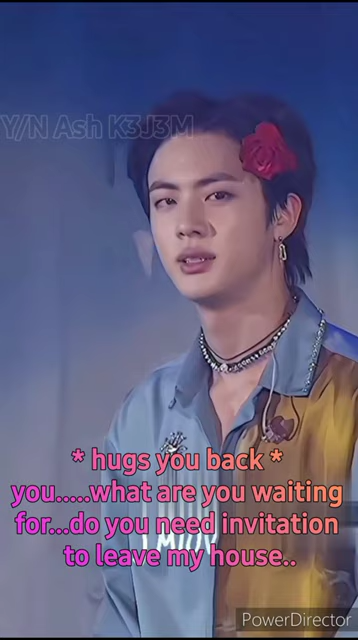 Y/N Ash K3J3M
* hugs you back *
you.....what are you waiting
for...do you need invitation
to leave my house..
PowerDirector